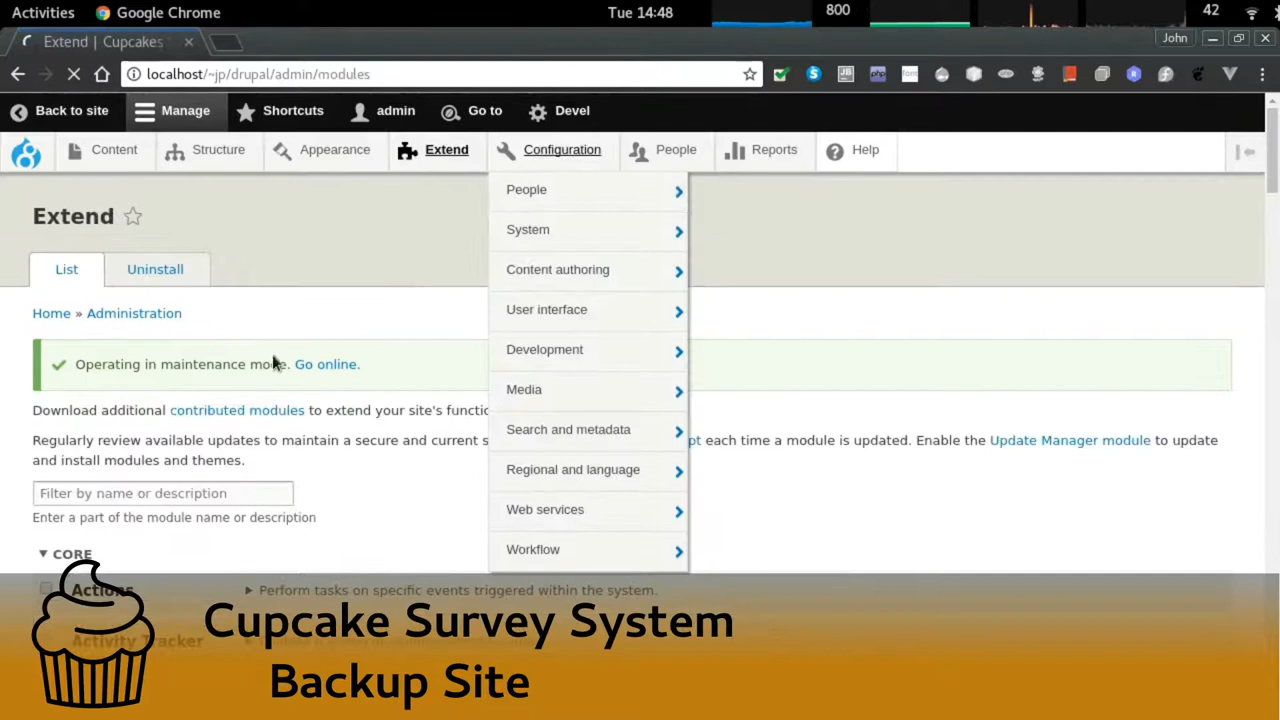 Activities Google Chrome Tue 14:48 800 42
Extend | Cupcakes John
localhost/~jp/drupal/admin/modules
Back to site Manage Shortcuts admin Go to Devel
Content Structure Appearance Extend Configuration People Reports Help
People
System
Content authoring
User interface
Development
Media
Search and metadata
Regional and language
Web services
Workflow
Extend
List Uninstall
Home » Administration
Operating in maintenance mode. Go online.
Download additional contributed modules to extend your site's func
Regularly review available updates to maintain a secure and current s pt each time a module is updated. Enable the Update Manager module to update
and install modules and themes.
Filter by name or description
Enter a part of the module name or description
CORE
Actions Perform tasks on specific events triggered within the system.
Activity Tracker
Cupcake Survey System
Backup Site